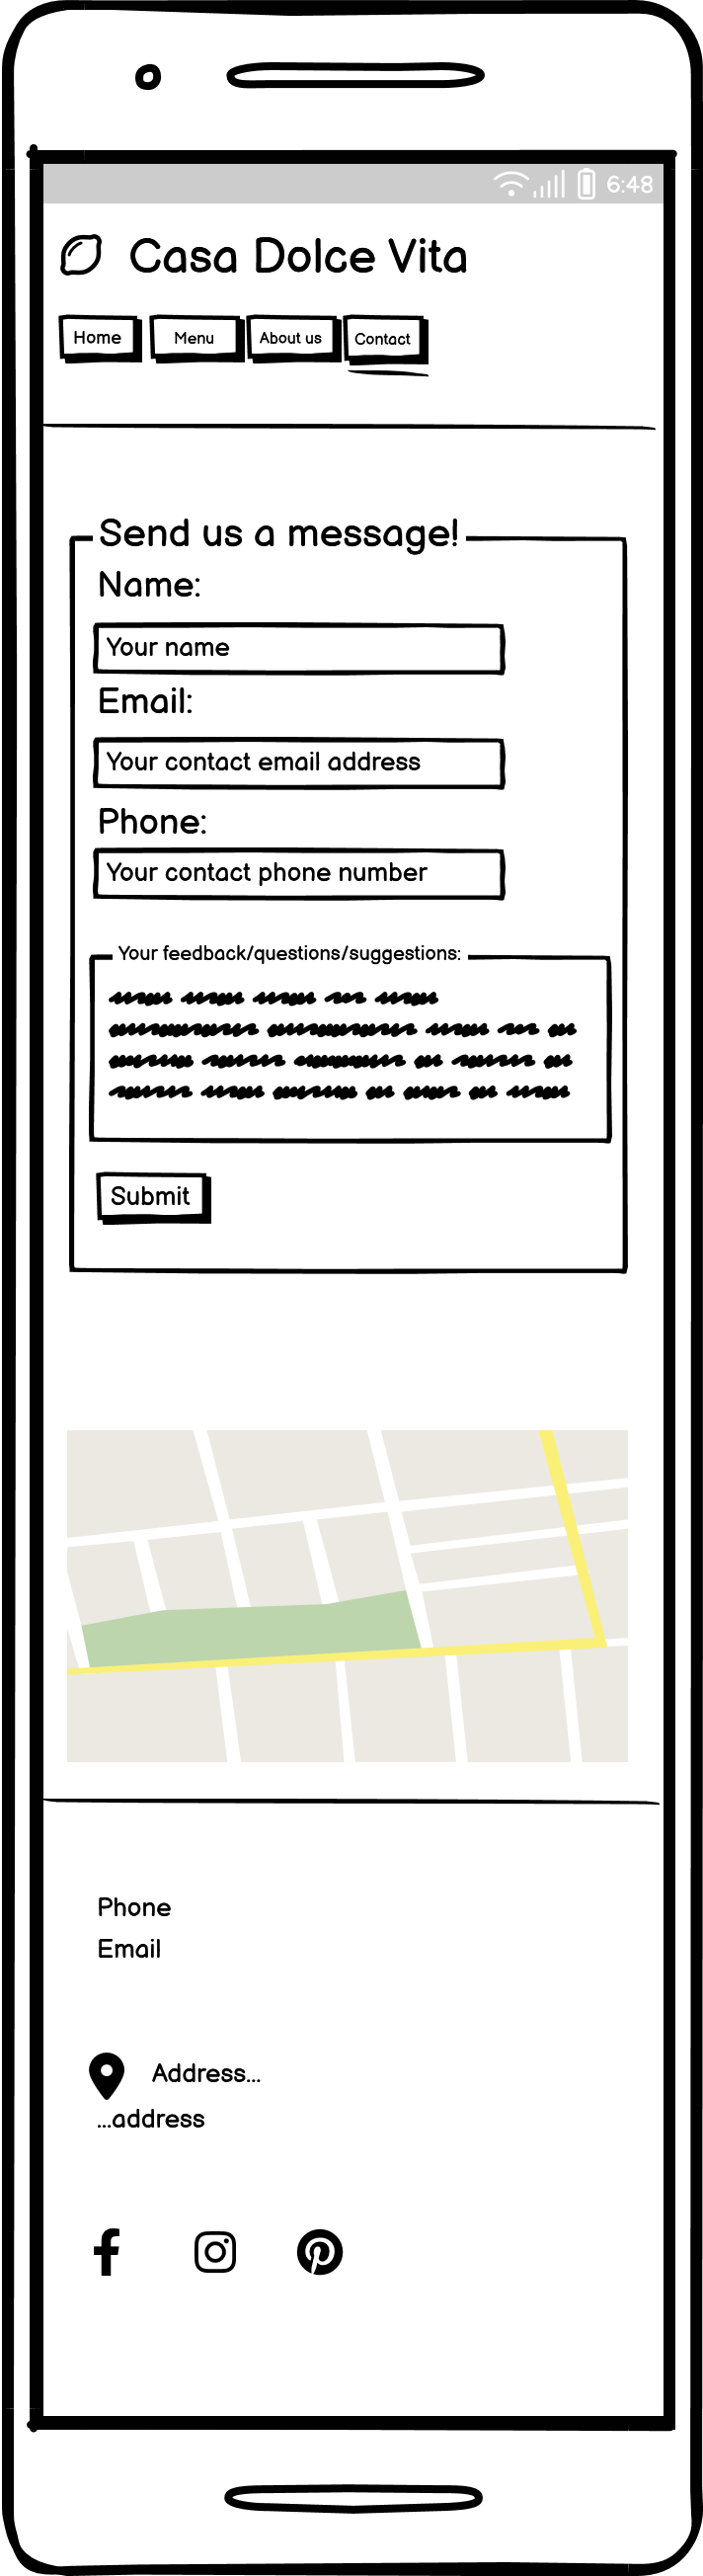 6:48
Casa Dolce Vita
Home Menu About us Contact
Send us a message!
Name:
Your name
Email:
Your contact email address
Phone:
Your contact phone number
Your feedback/questions/suggestions:
Submit
Phone
Email
Address...
...address